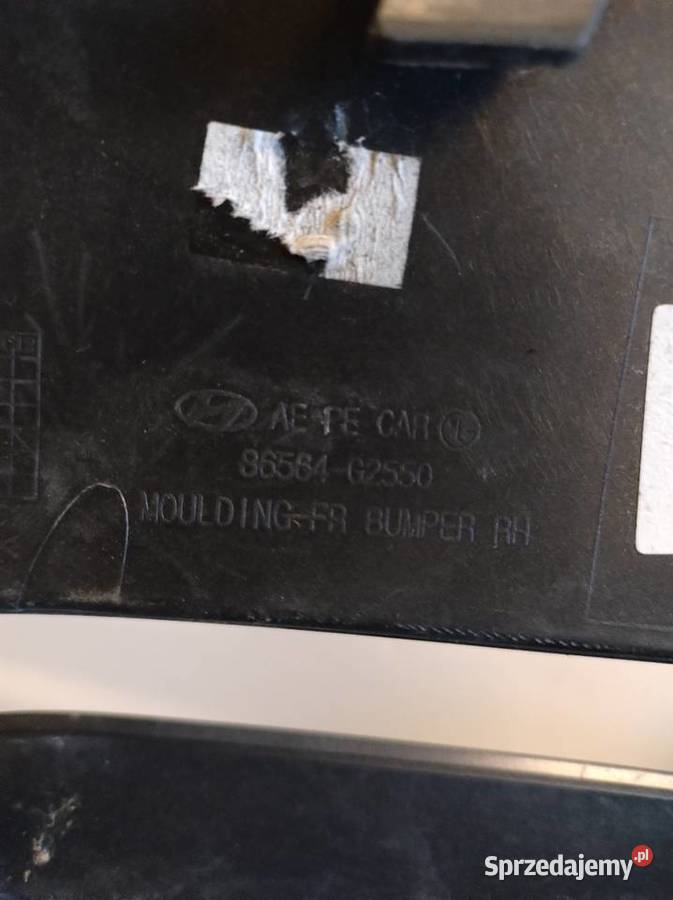 AE-PE CAR
86564-G2550
MOULDING-FR BUMPER RH
Sprzedajemy.pl